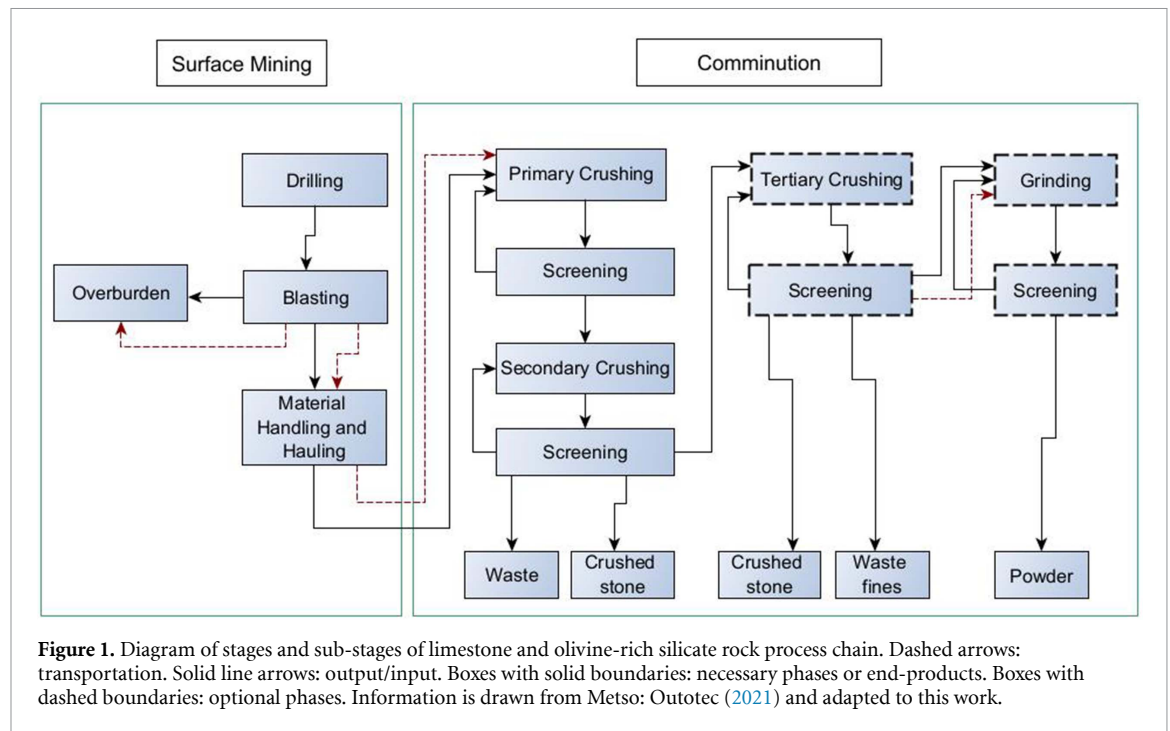 Surface Mining
Comminution
Drilling
Overburden
Blasting
Material
Handling and
Hauling
Primary Crushing
Screening
Secondary Crushing
Screening
Waste
Crushed
stone
Tertiary Crushing
Screening
Crushed
stone
Waste
fines
Grinding
Screening
Powder
Figure 1. Diagram of stages and sub-stages of limestone and olivine-rich silicate rock process chain. Dashed arrows:
transportation. Solid line arrows: output/input. Boxes with solid boundaries: necessary phases or end-products. Boxes with
dashed boundaries: optional phases. Information is drawn from Metso: Outotec (2021) and adapted to this work.